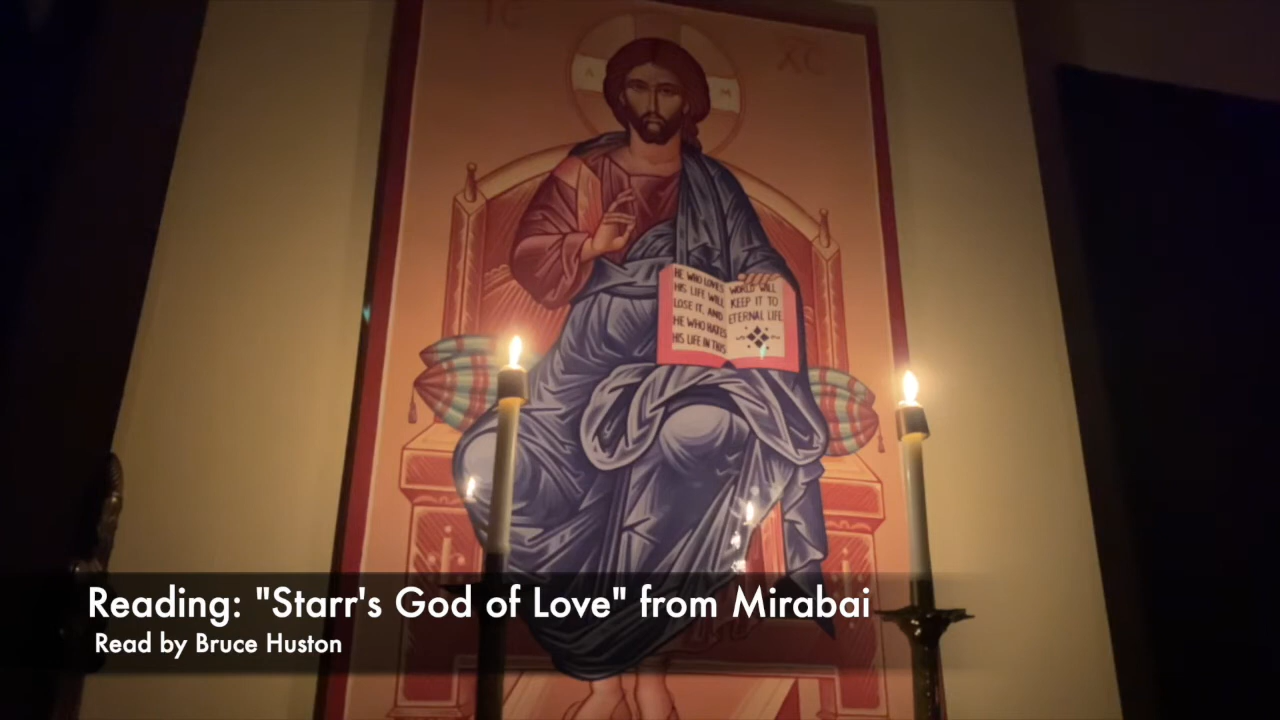 IC
XC
HE WHO LOVES
HIS LIFE WILL
LOSE IT, AND
HE WHO HATES
HIS LIFE IN THIS
WORLD WILL
KEEP IT TO
ETERNAL LIFE
Reading: "Starr's God of Love" from Mirabai
Read by Bruce Huston